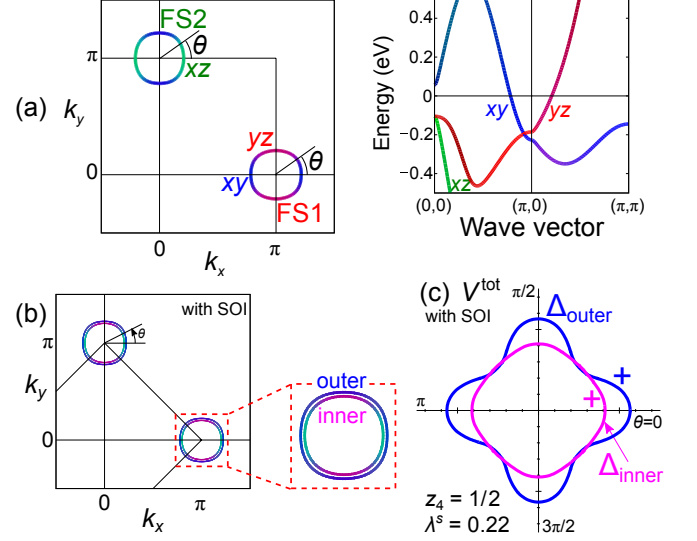 (a)
FS2
θ
xz
π
k_y
yz
θ
0
xy
FS1
0
π
k_x
Energy (eV)
0.4
0.2
0
xy
yz
−0.2
−0.4
xz
(0,0)
(π,0)
(π,π)
Wave vector
(b)
with SOI
θ
π
k_y
outer
inner
0
0
π
k_x
(c) V^tot
with SOI
π/2
Δ_outer
+
π
+
θ=0
Δ_inner
z_4 = 1/2
λ^s = 0.22
3π/2